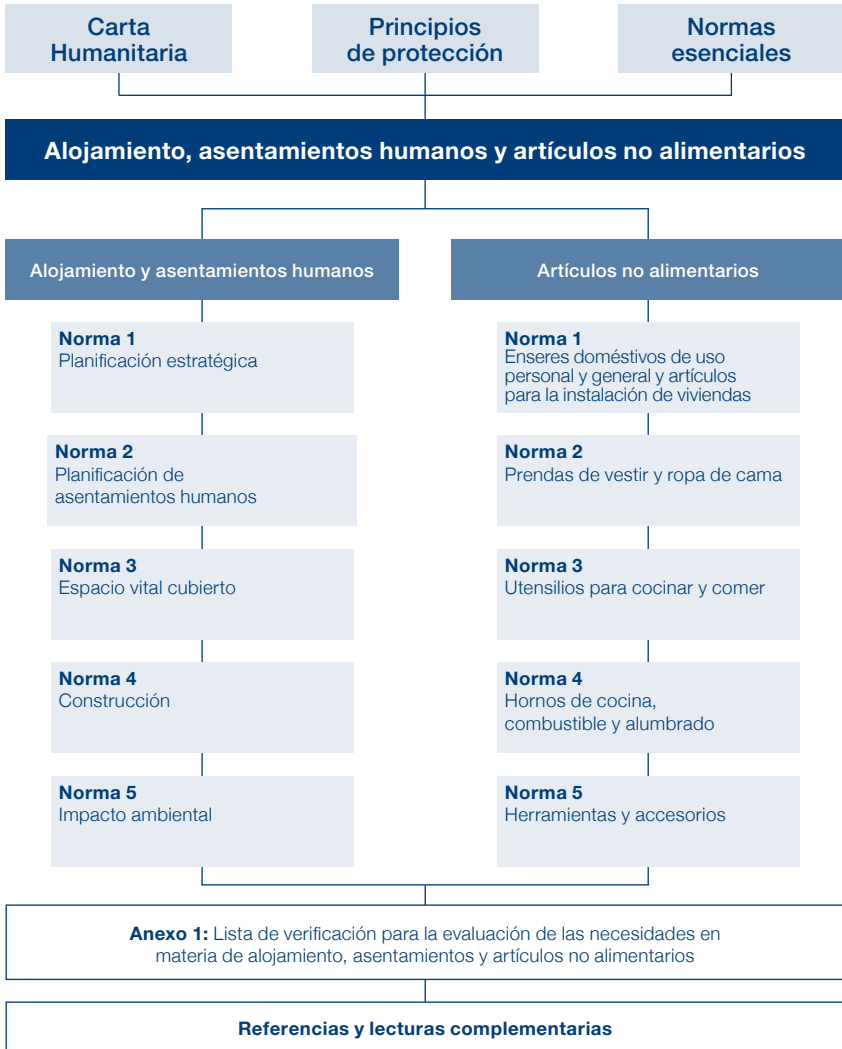 Carta
Humanitaria
Principios
de protección
Normas
esenciales
Alojamiento, asentamientos humanos y artículos no alimentarios
Alojamiento y asentamientos humanos
Norma 1
Planificación estratégica
Norma 2
Planificación de
asentamientos humanos
Norma 3
Espacio vital cubierto
Norma 4
Construcción
Norma 5
Impacto ambiental
Artículos no alimentarios
Norma 1
Enseres doméstivos de uso
personal y general y artículos
para la instalación de viviendas
Norma 2
Prendas de vestir y ropa de cama
Norma 3
Utensilios para cocinar y comer
Norma 4
Hornos de cocina,
combustible y alumbrado
Norma 5
Herramientas y accesorios
Anexo 1: Lista de verificación para la evaluación de las necesidades en
materia de alojamiento, asentamientos y artículos no alimentarios
Referencias y lecturas complementarias